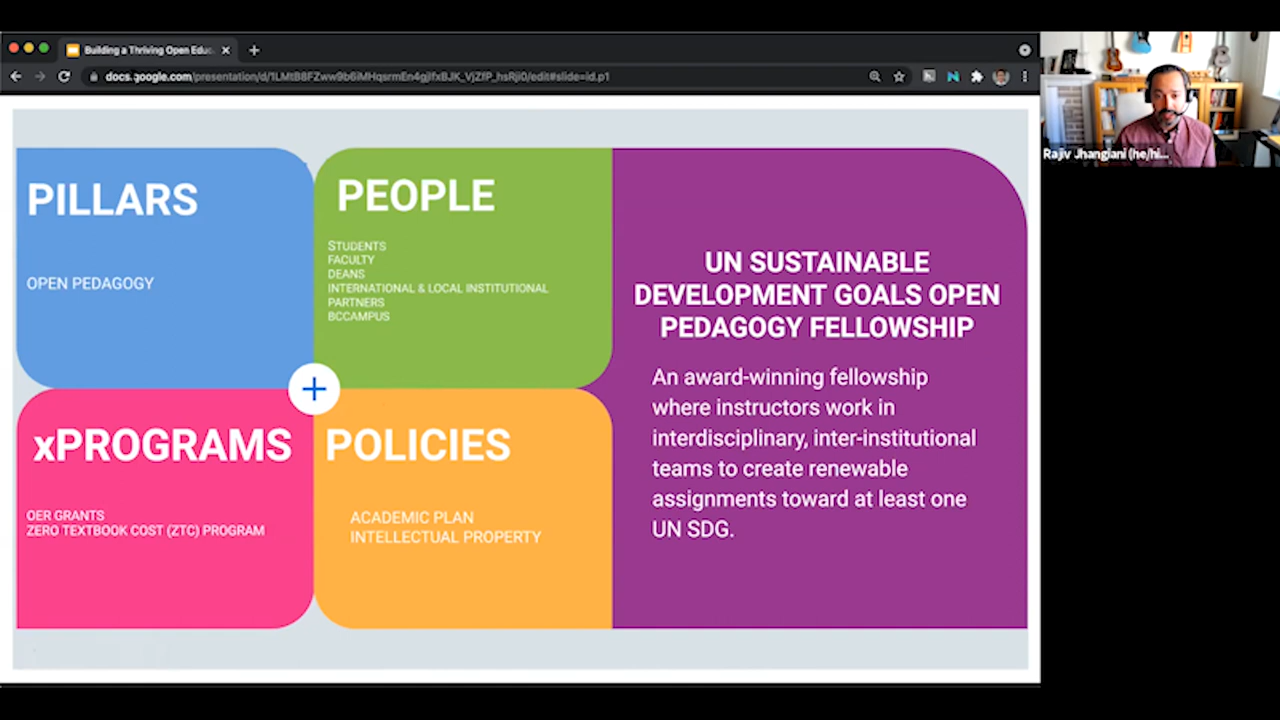 Building a Thriving Open Educ
docs.google.com/presentation/d/1LMtB8FZww9b6iMHqsrmEn4gjlfxBJK_VjZfP_hsRji0/edit#slide=id.p1
Rajiv Jhangiani (he/hi...
PILLARS
OPEN PEDAGOGY
PEOPLE
STUDENTS
FACULTY
DEANS
INTERNATIONAL & LOCAL INSTITUTIONAL
PARTNERS
BCCAMPUS
xPROGRAMS
OER GRANTS
ZERO TEXTBOOK COST (ZTC) PROGRAM
POLICIES
ACADEMIC PLAN
INTELLECTUAL PROPERTY
UN SUSTAINABLE
DEVELOPMENT GOALS OPEN
PEDAGOGY FELLOWSHIP
An award-winning fellowship
where instructors work in
interdisciplinary, inter-institutional
teams to create renewable
assignments toward at least one
UN SDG.